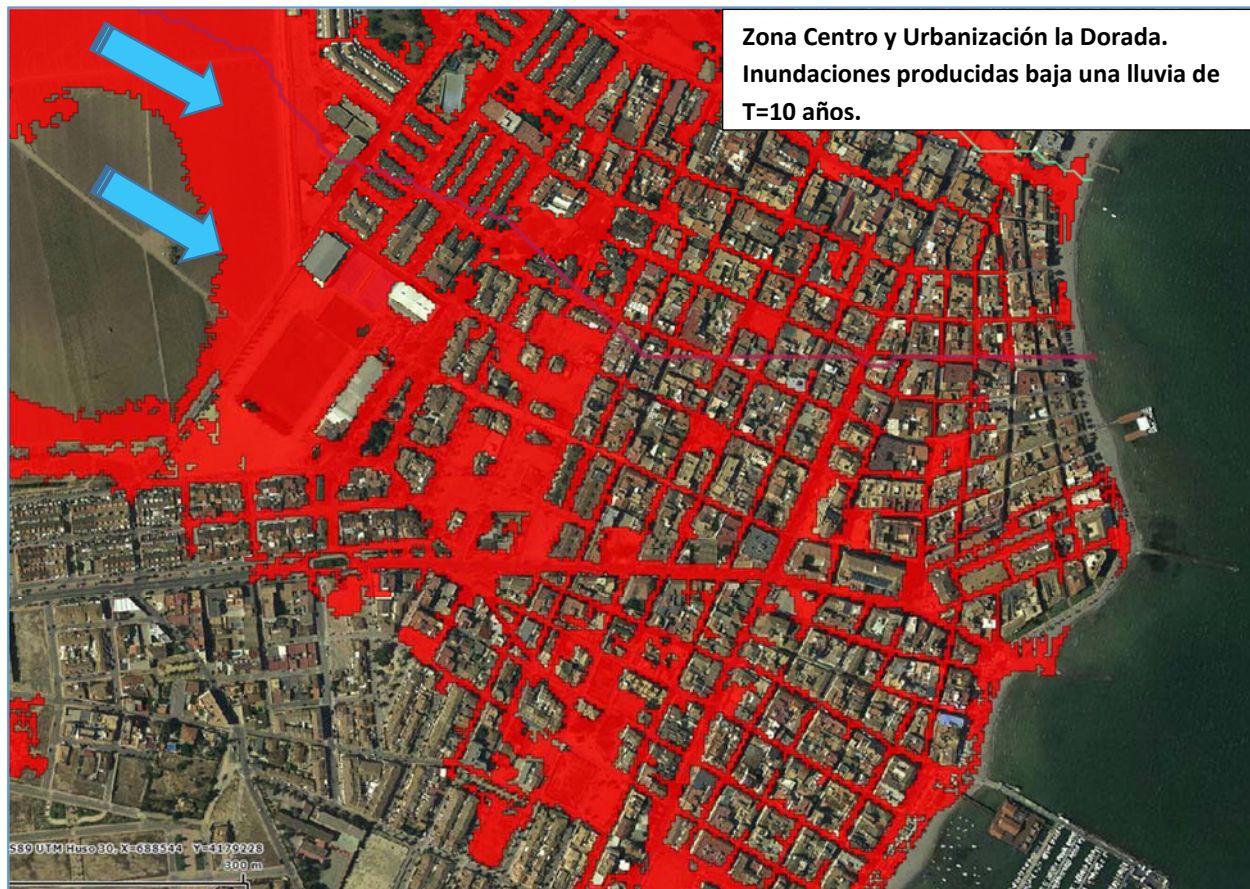 Zona Centro y Urbanización la Dorada.
Inundaciones producidas baja una lluvia de
T=10 años.
S89 UTM Huso 30, X=688544 Y=4179228
300 m